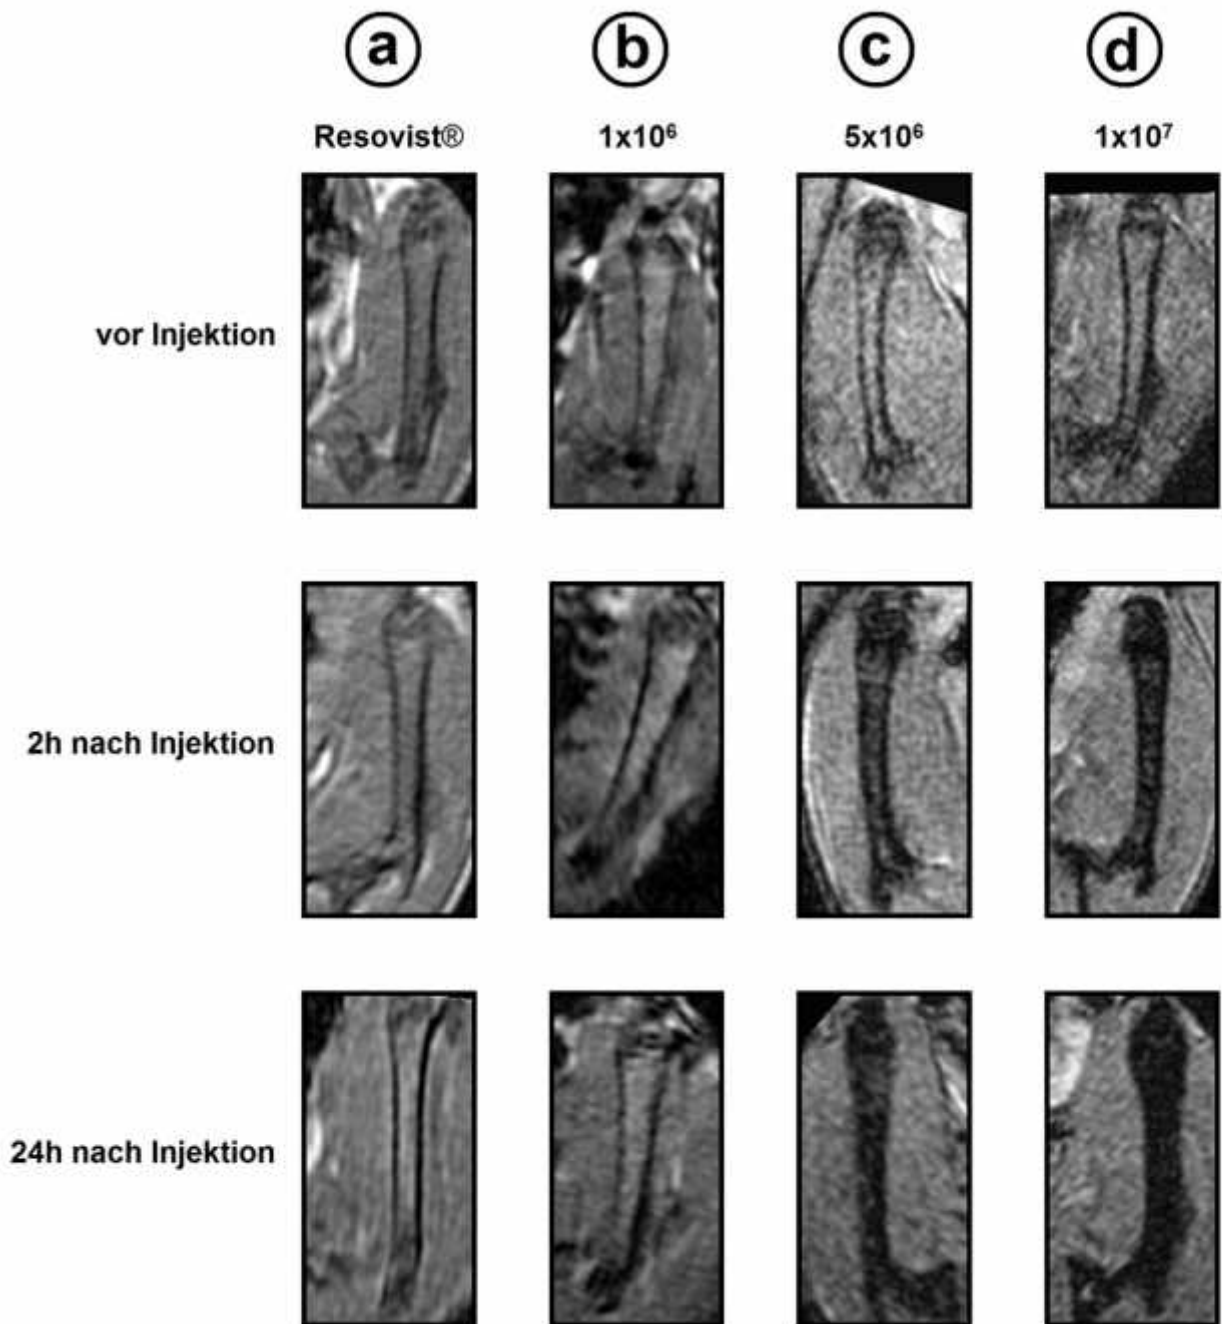 a b c d
Resovist® 1x10⁶ 5x10⁶ 1x10⁷
vor Injektion
2h nach Injektion
24h nach Injektion